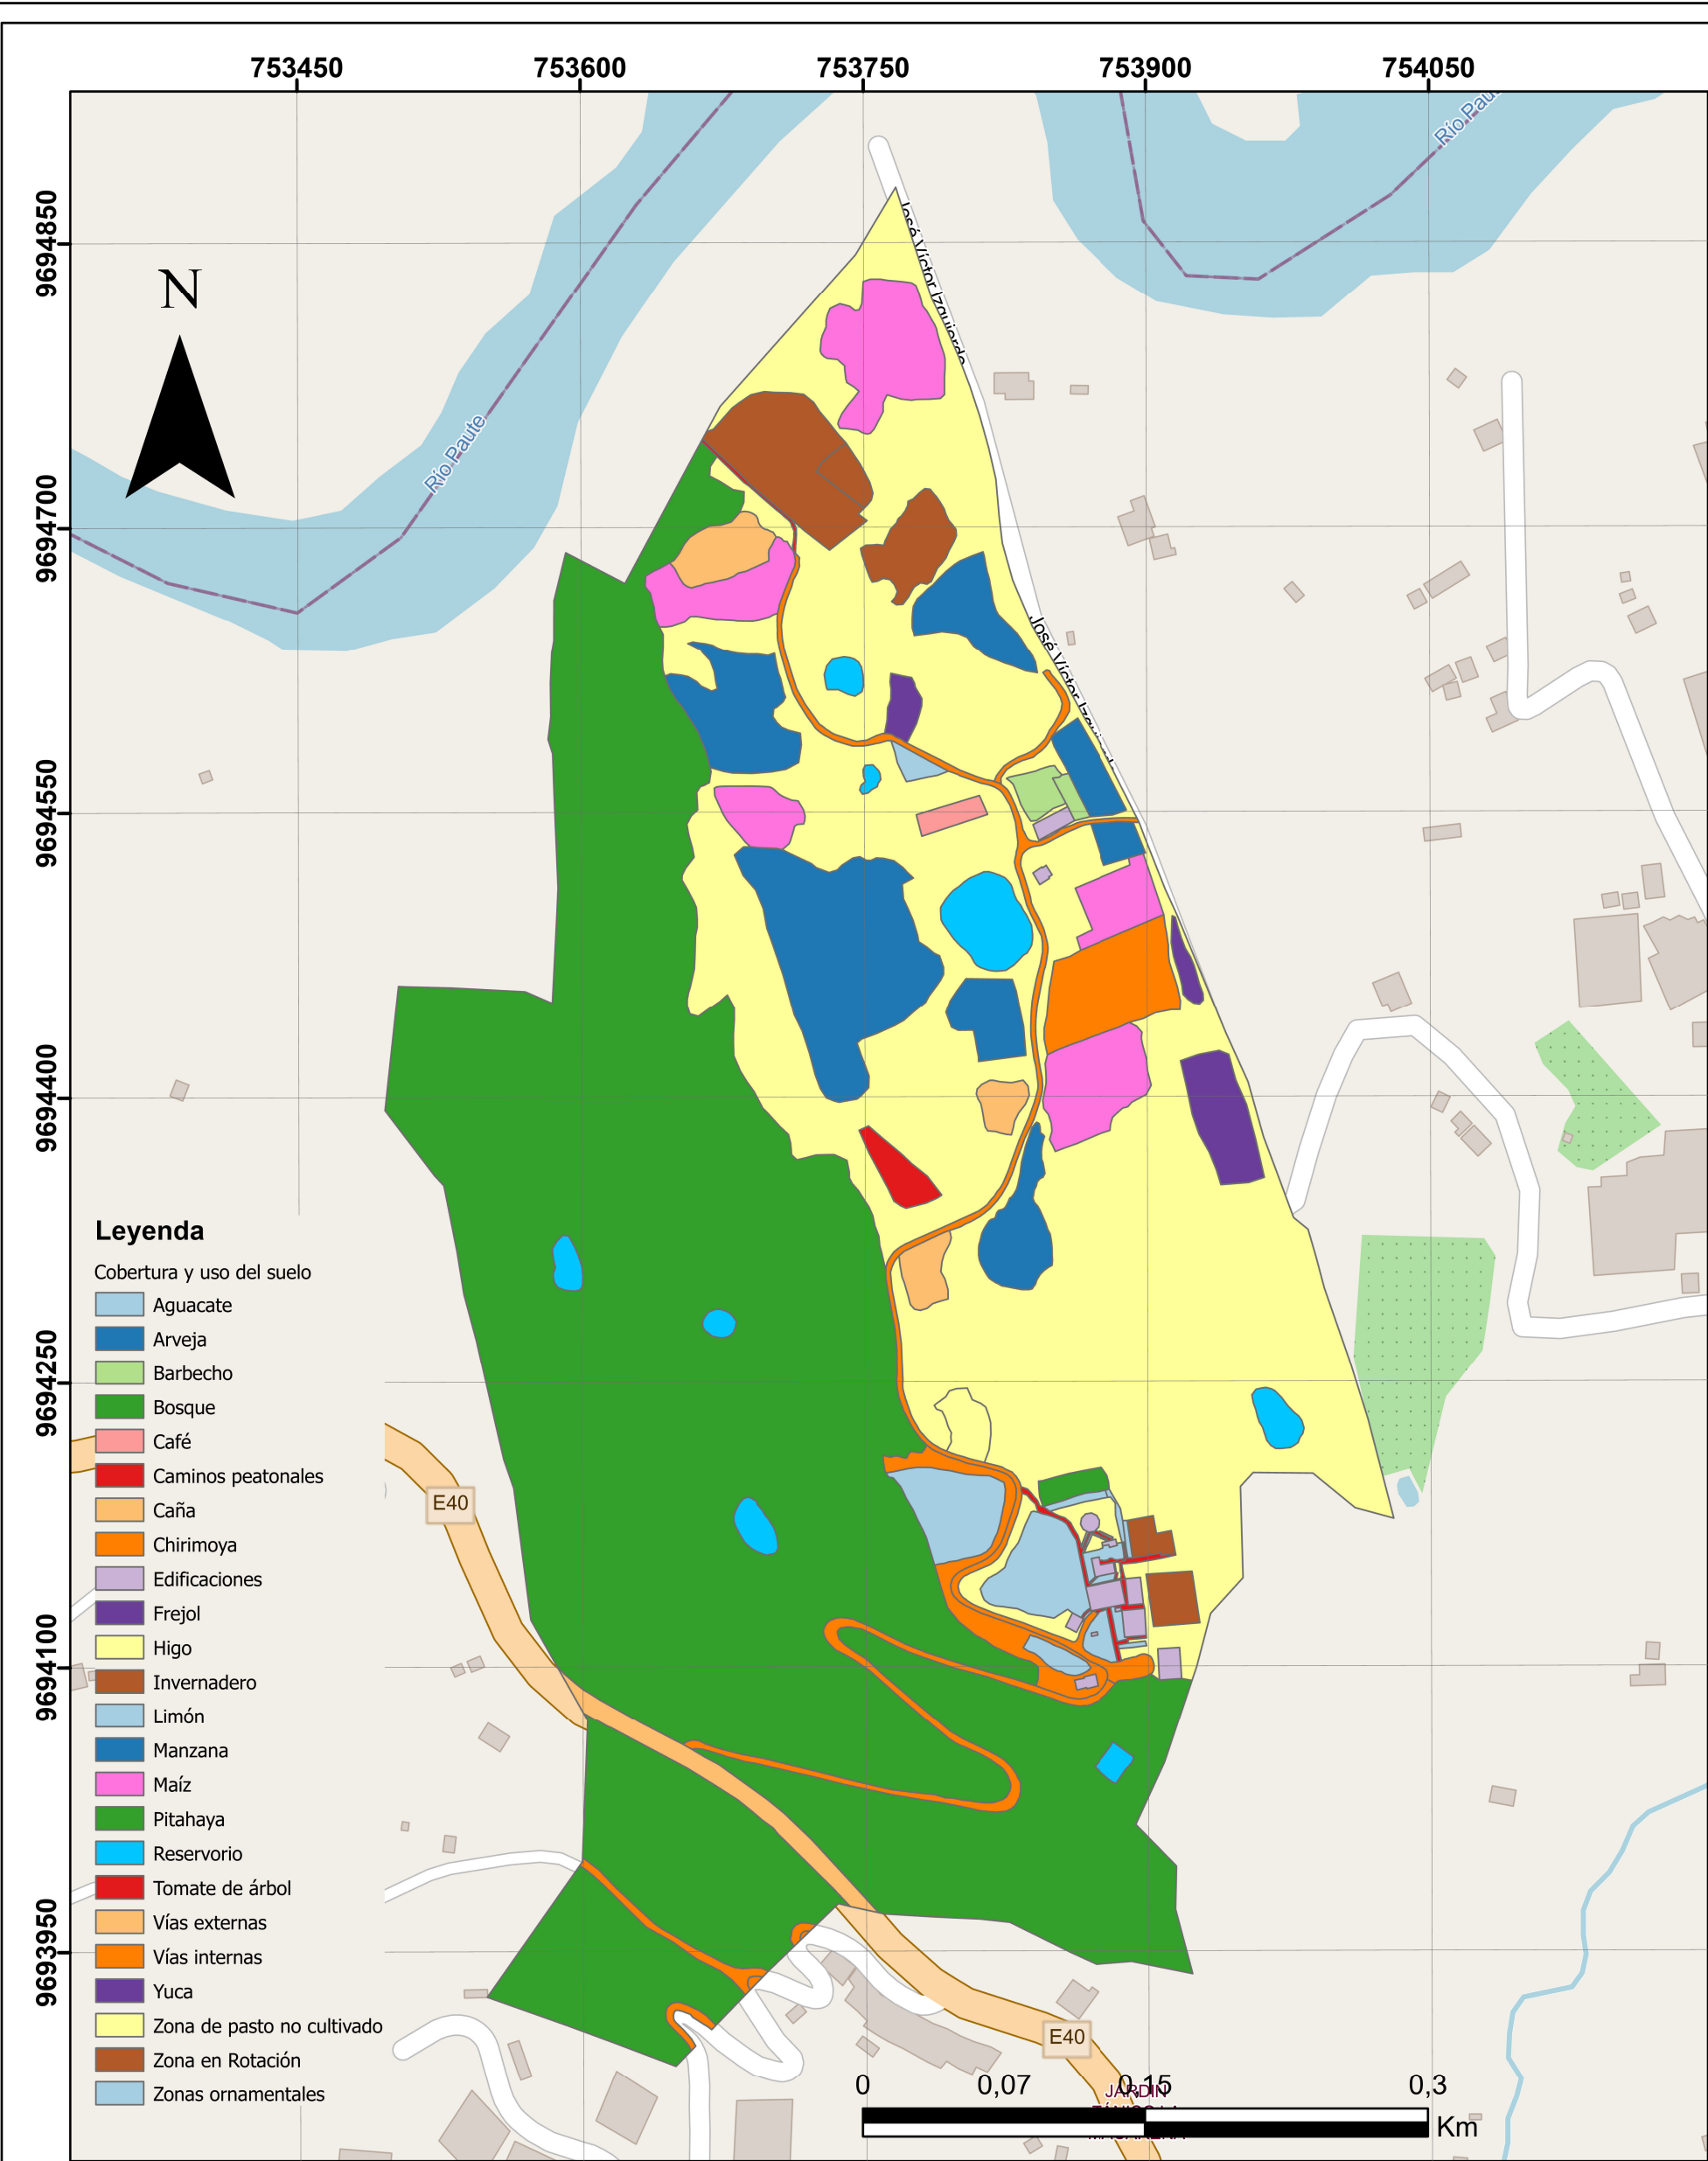 753450 753600 753750 753900 754050
9694850
9694700
9694550
9694400
9694250
9694100
9693950
N
Río Paute
Río Paut
José Víctor Izquierdo
José Víctor Izquierd
E40
E40
Leyenda
Cobertura y uso del suelo
Aguacate
Arveja
Barbecho
Bosque
Café
Caminos peatonales
Caña
Chirimoya
Edificaciones
Frejol
Higo
Invernadero
Limón
Manzana
Maíz
Pitahaya
Reservorio
Tomate de árbol
Vías externas
Vías internas
Yuca
Zona de pasto no cultivado
Zona en Rotación
Zonas ornamentales
0 0,07 0,15 0,3
Km
JARDIN